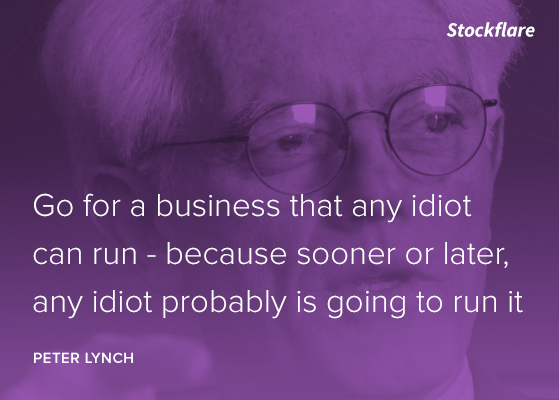 Stockflare
Go for a business that any idiot
can run - because sooner or later,
any idiot probably is going to run it
PETER LYNCH